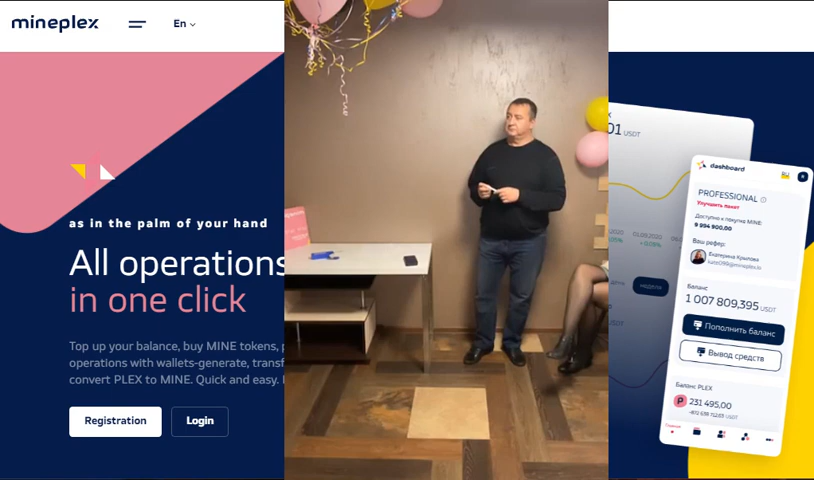 mineplex
En
as in the palm of your hand
All operations
in one click
Top up your balance, buy MINE tokens,
operations with wallets-generate, transf
convert PLEX to MINE. Quick and easy.
Registration
Login
01 USDT
dashboard
RU
PROFESSIONAL
Улучшить пакет
Доступно к покупке MINE:
9 994 900,00
Ваш рефер:
Екатерина Крылова
Баланс
1 007 809,395 USDT
Пополнить баланс
Вывод средств
Баланс PLEX
P 231 495,00